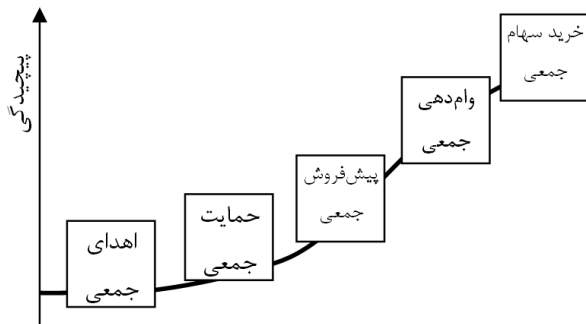 خرید سهام
جمعی
وام‌دهی
جمعی
پیش‌فروش
جمعی
حمایت
جمعی
اهدای
جمعی
پیچیدگی